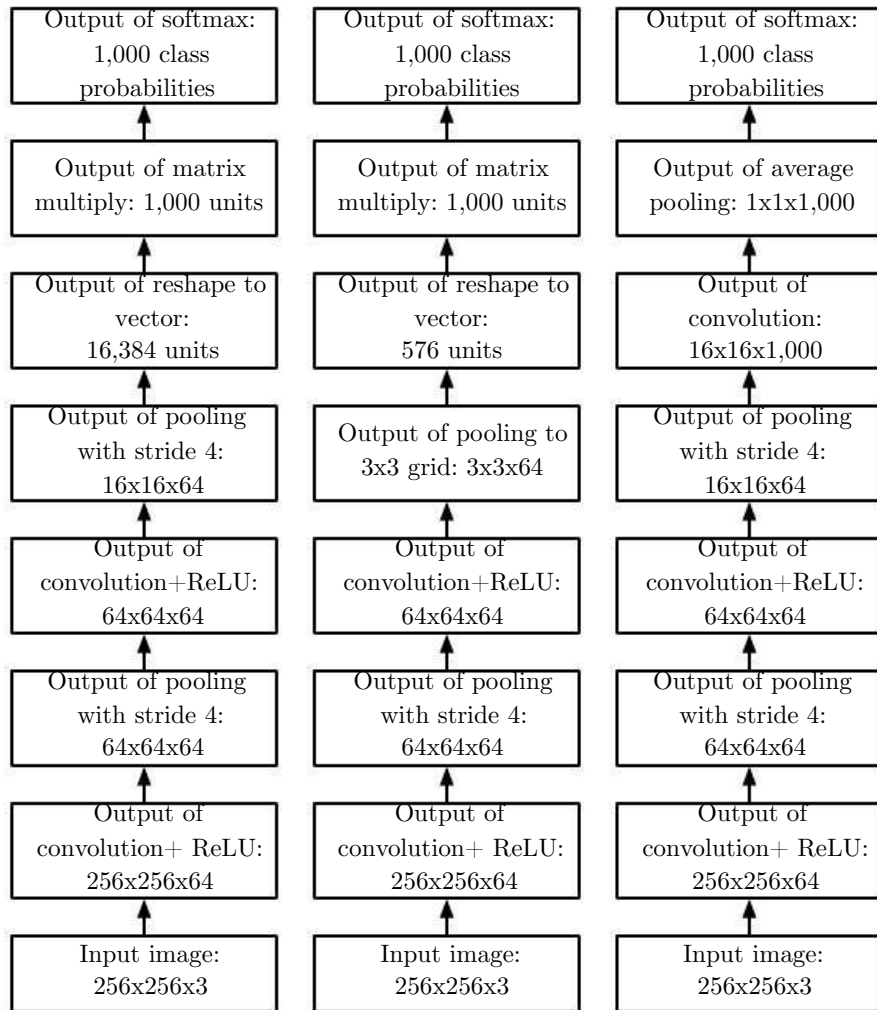 Output of softmax:
1,000 class
probabilities
Output of matrix
multiply: 1,000 units
Output of reshape to
vector:
16,384 units
Output of pooling
with stride 4:
16x16x64
Output of
convolution+ReLU:
64x64x64
Output of pooling
with stride 4:
64x64x64
Output of
convolution+ ReLU:
256x256x64
Input image:
256x256x3
Output of softmax:
1,000 class
probabilities
Output of matrix
multiply: 1,000 units
Output of reshape to
vector:
576 units
Output of pooling to
3x3 grid: 3x3x64
Output of
convolution+ReLU:
64x64x64
Output of pooling
with stride 4:
64x64x64
Output of
convolution+ ReLU:
256x256x64
Input image:
256x256x3
Output of softmax:
1,000 class
probabilities
Output of average
pooling: 1x1x1,000
Output of
convolution:
16x16x1,000
Output of pooling
with stride 4:
16x16x64
Output of
convolution+ReLU:
64x64x64
Output of pooling
with stride 4:
64x64x64
Output of
convolution+ ReLU:
256x256x64
Input image:
256x256x3